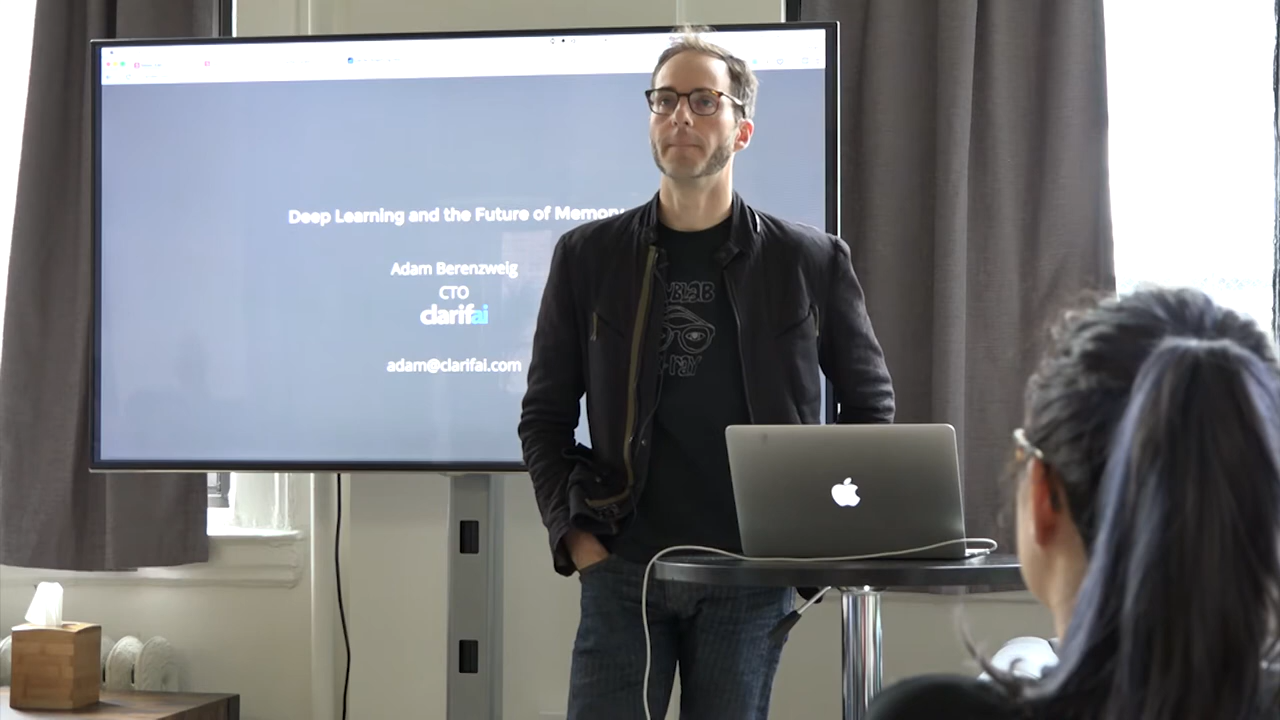 Deep Learning and the Future of Memory
Adam Berenzweig
CTO
clarifai
adam@clarifai.com